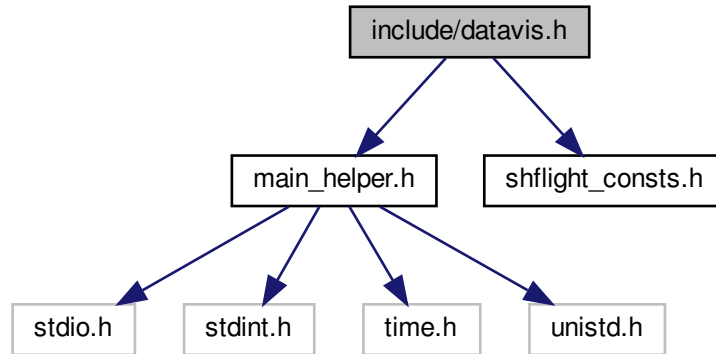 include/datavis.h
main_helper.h
shflight_consts.h
stdio.h
stdint.h
time.h
unistd.h